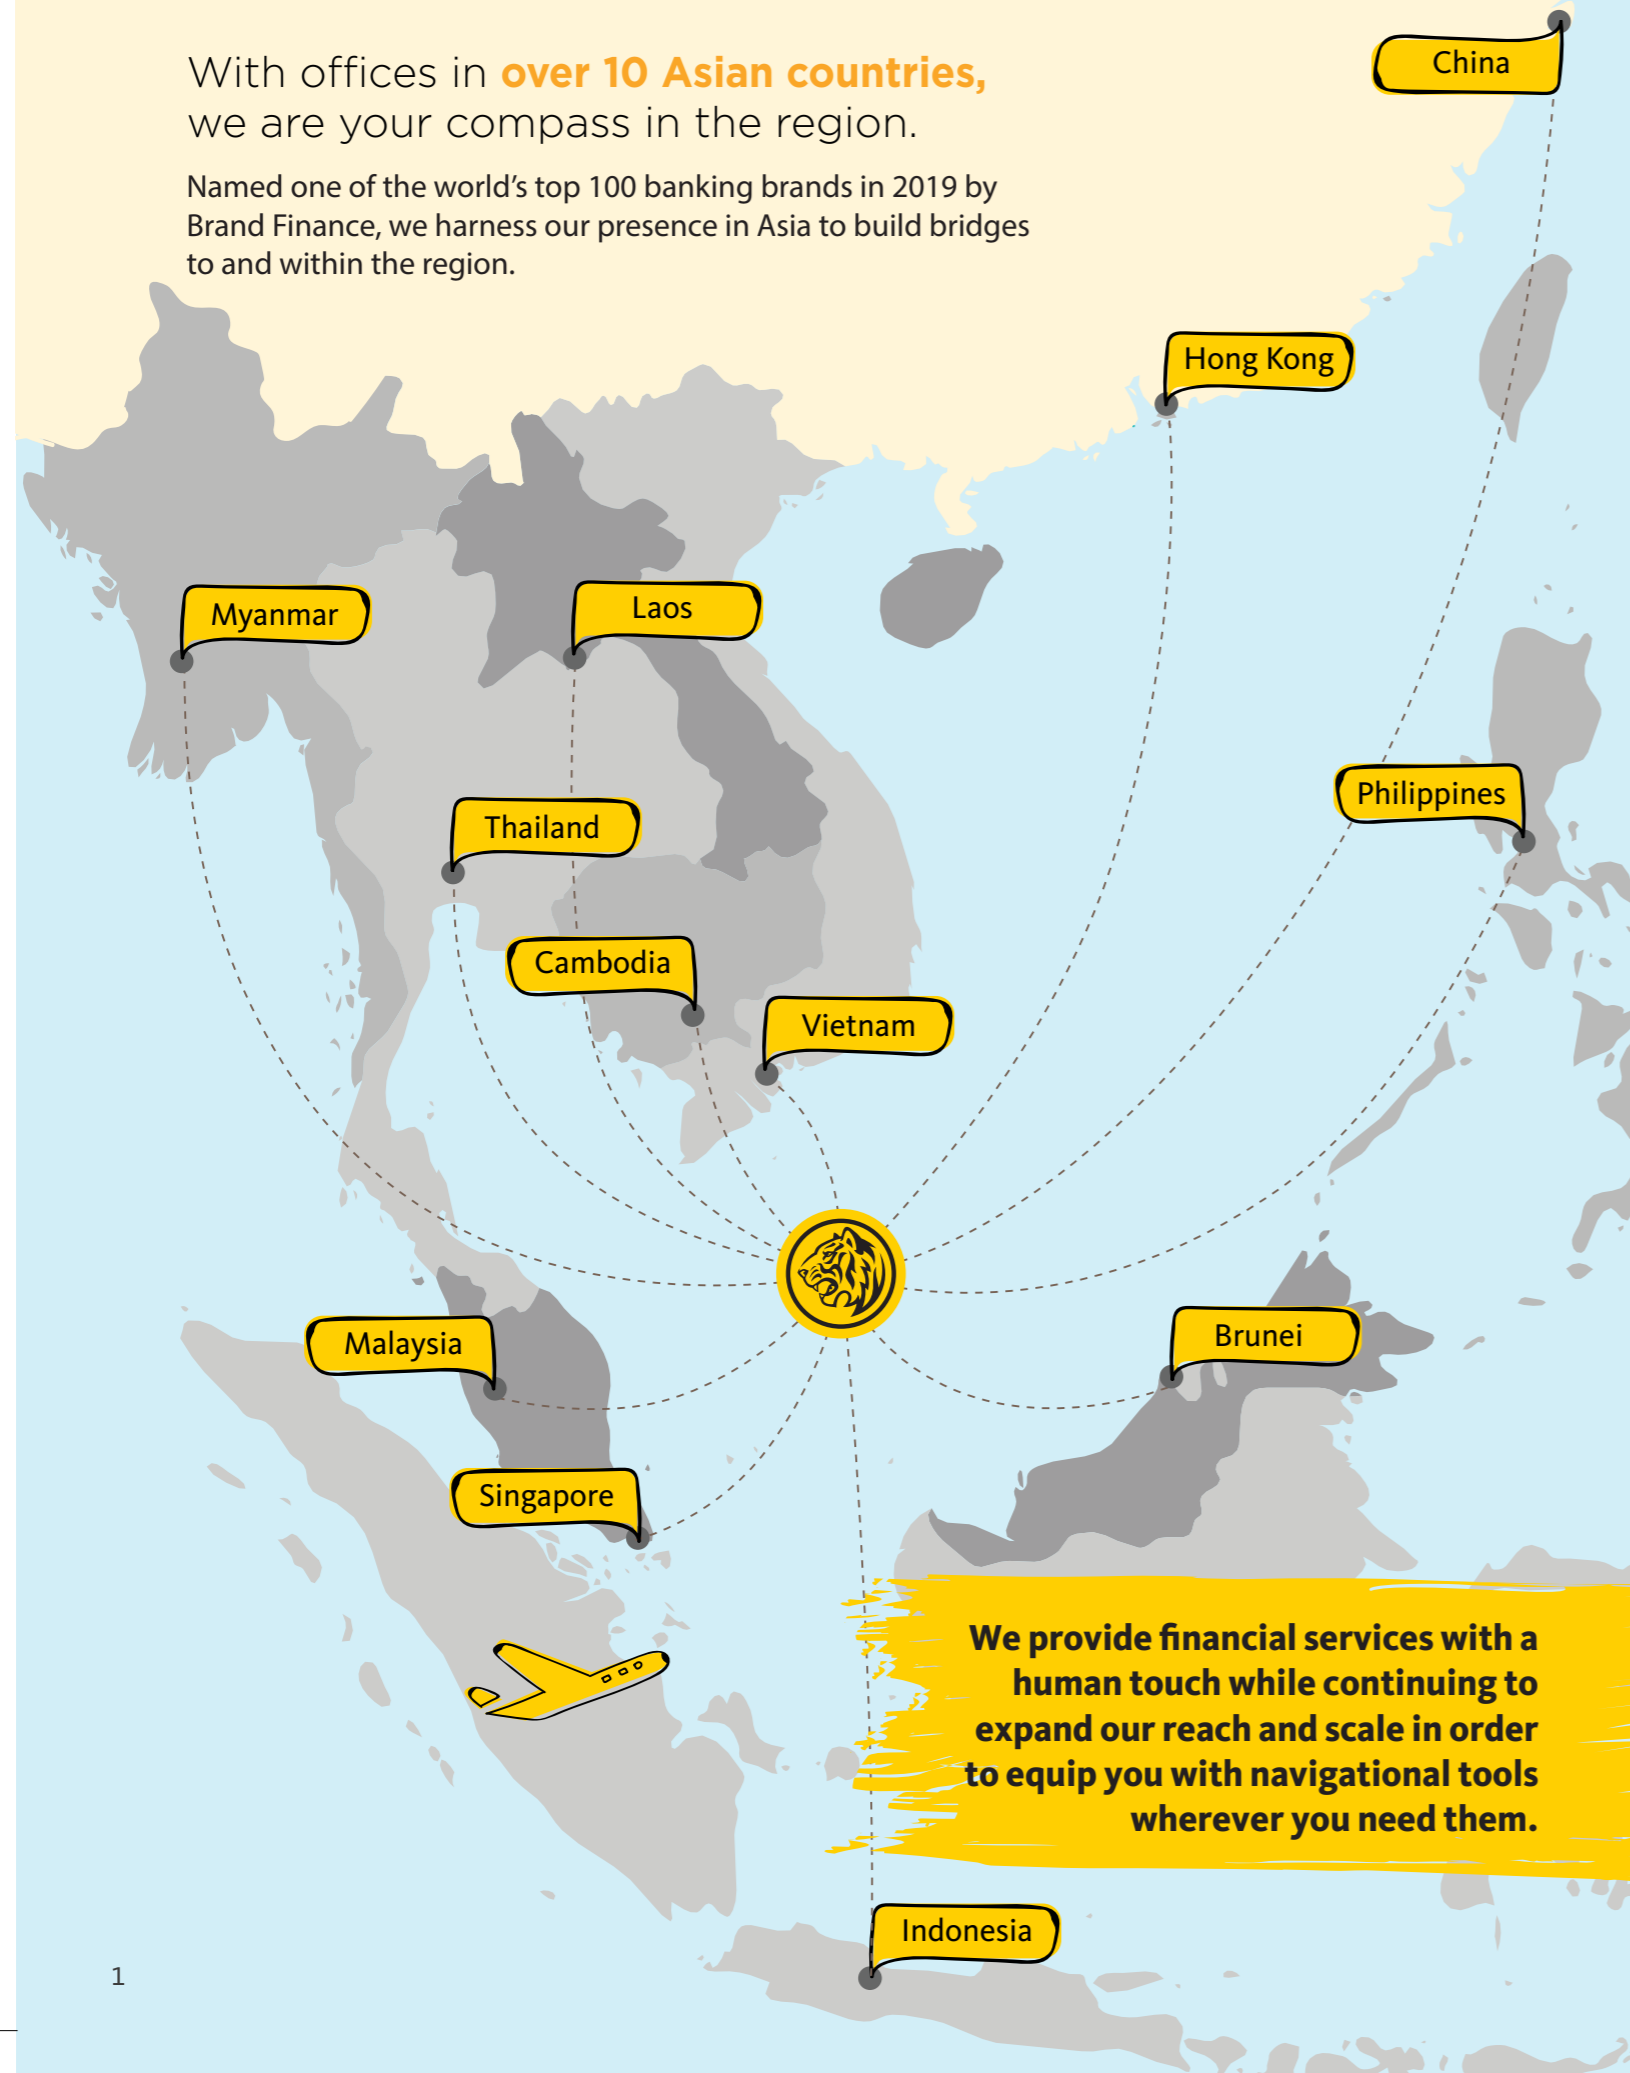 With offices in over 10 Asian countries,
we are your compass in the region.
Named one of the world’s top 100 banking brands in 2019 by
Brand Finance, we harness our presence in Asia to build bridges
to and within the region.
China
Hong Kong
Myanmar
Laos
Philippines
Thailand
Cambodia
Vietnam
Malaysia
Brunei
Singapore
We provide financial services with a
human touch while continuing to
expand our reach and scale in order
to equip you with navigational tools
wherever you need them.
Indonesia
1